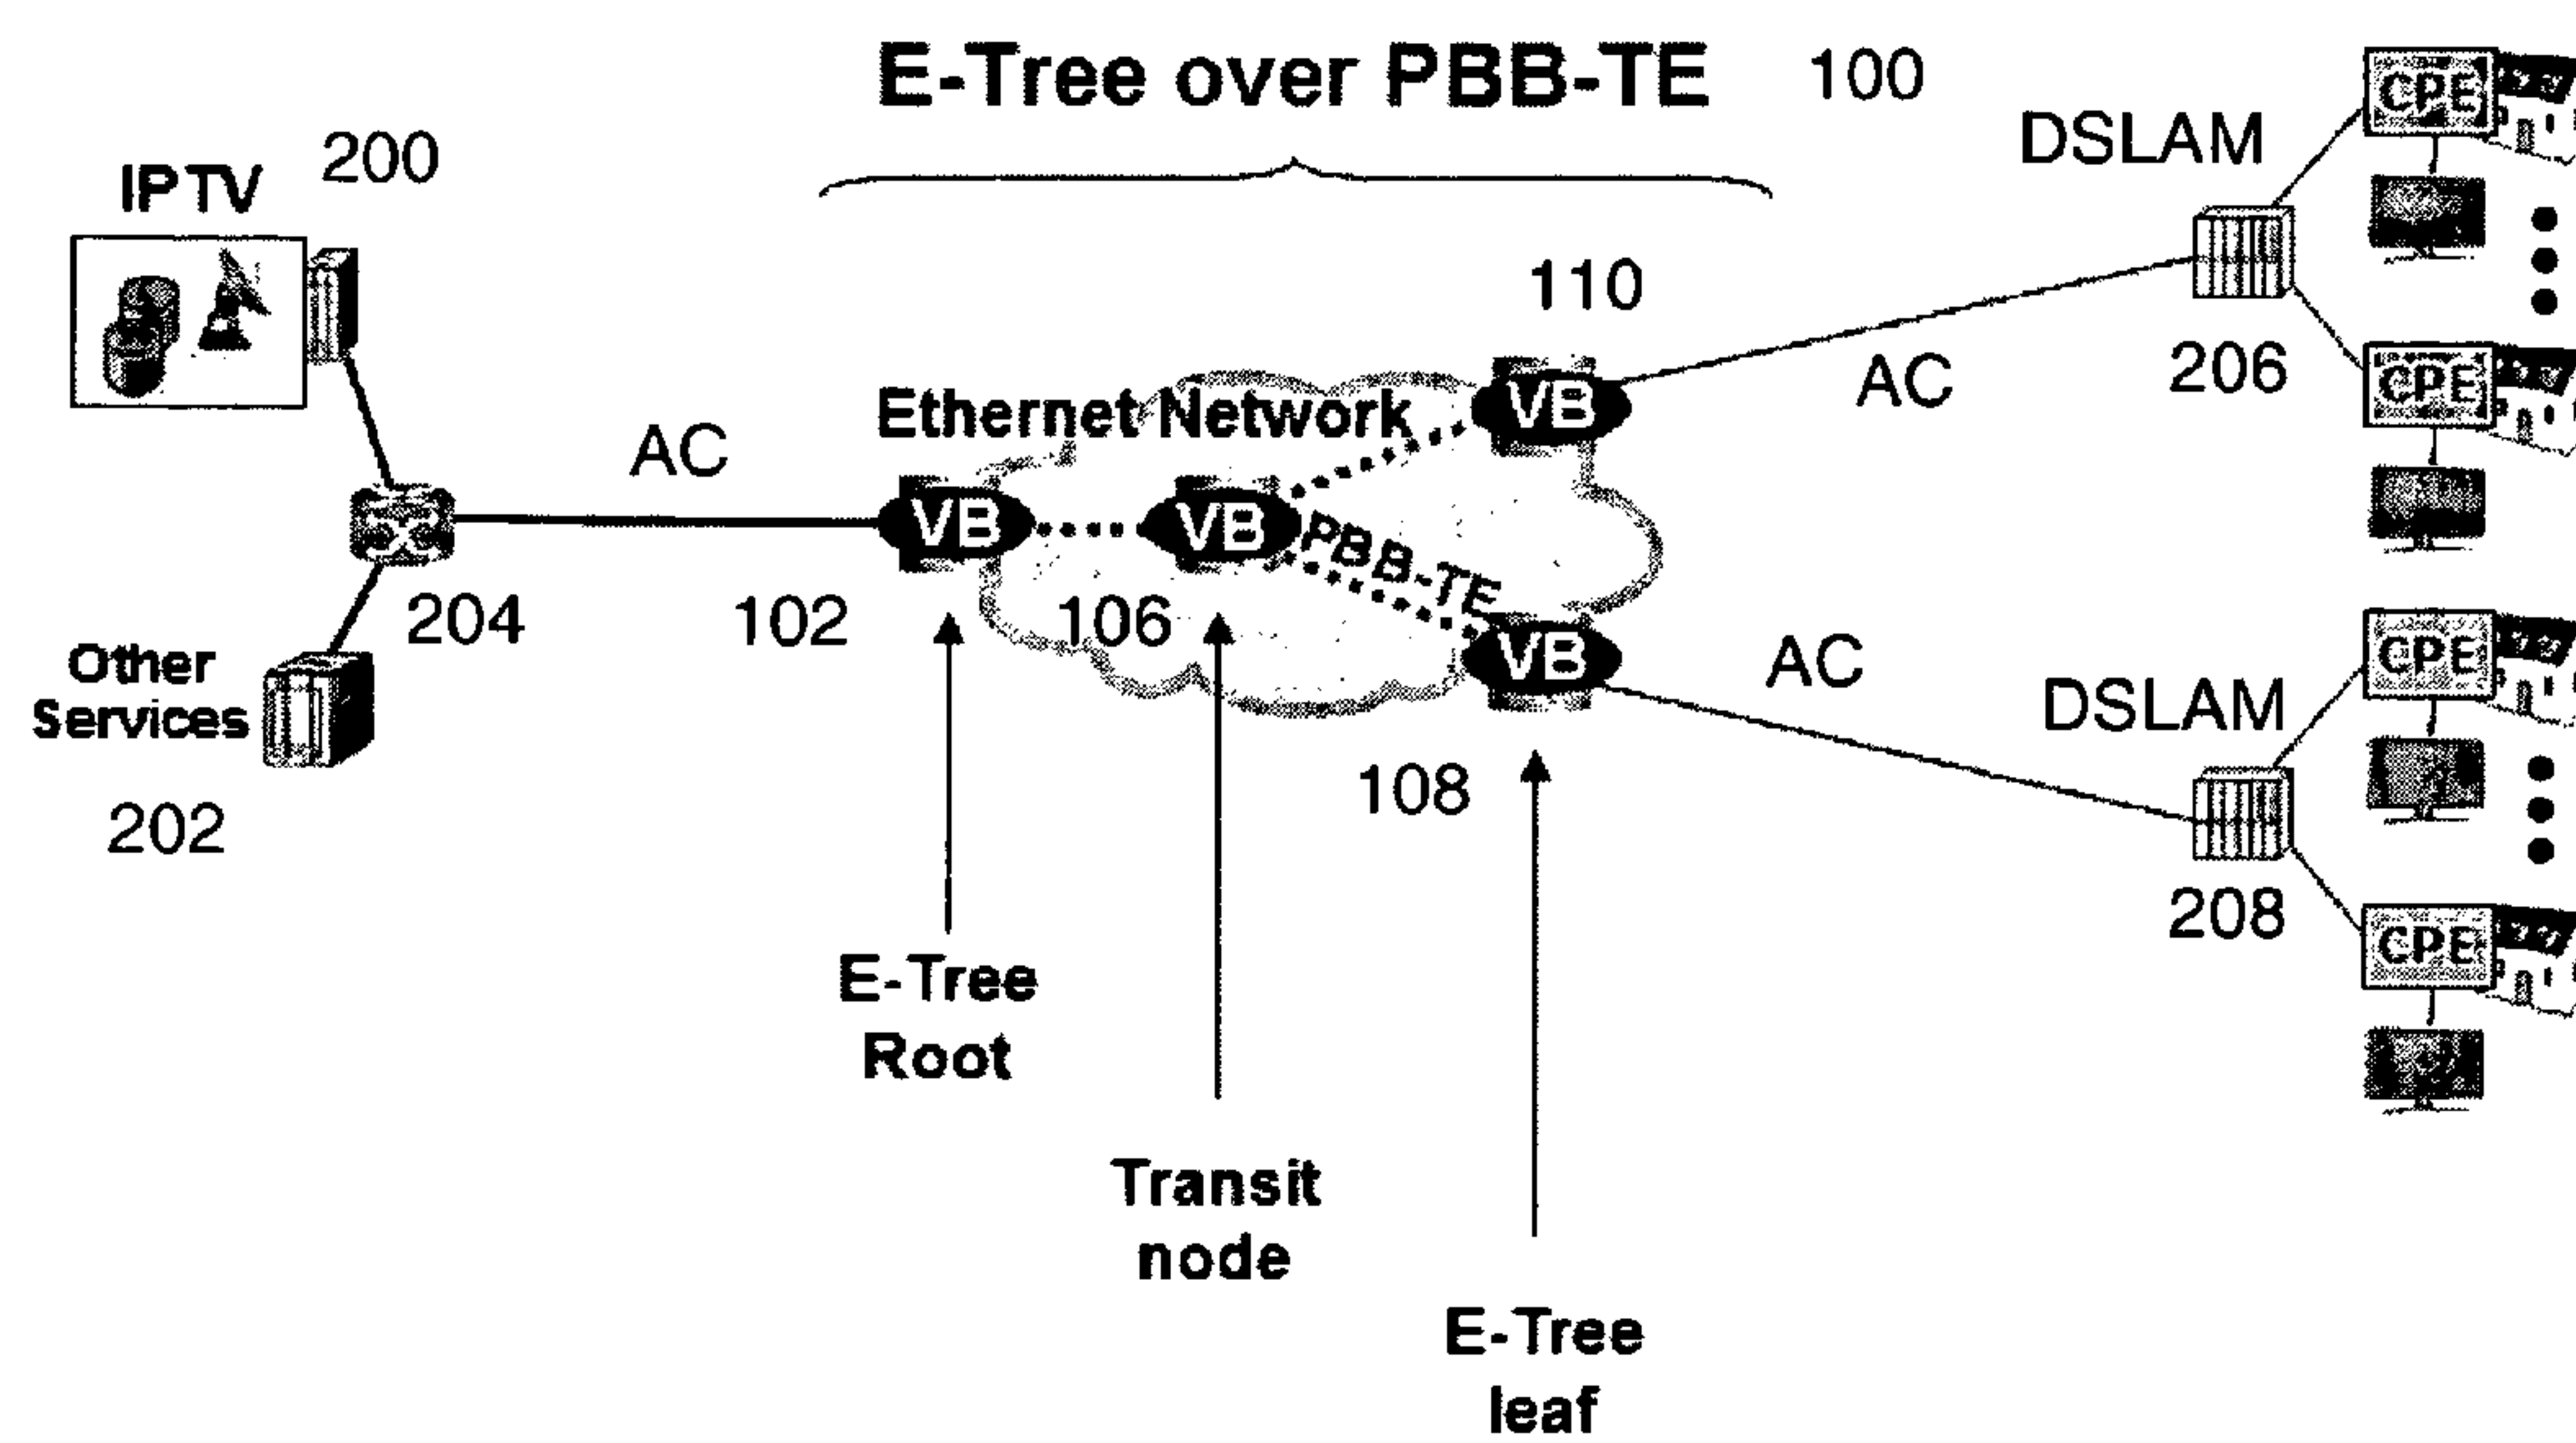 E-Tree over PBB-TE
100
IPTV
200
DSLAM
CPE
110
206
AC
CPE
Ethernet Network
AC
VB
VB
VB
PBB-TE
204
102
106
VB
AC
CPE
Other
Services
DSLAM
108
202
208
CPE
E-Tree
Root
Transit
node
E-Tree
leaf